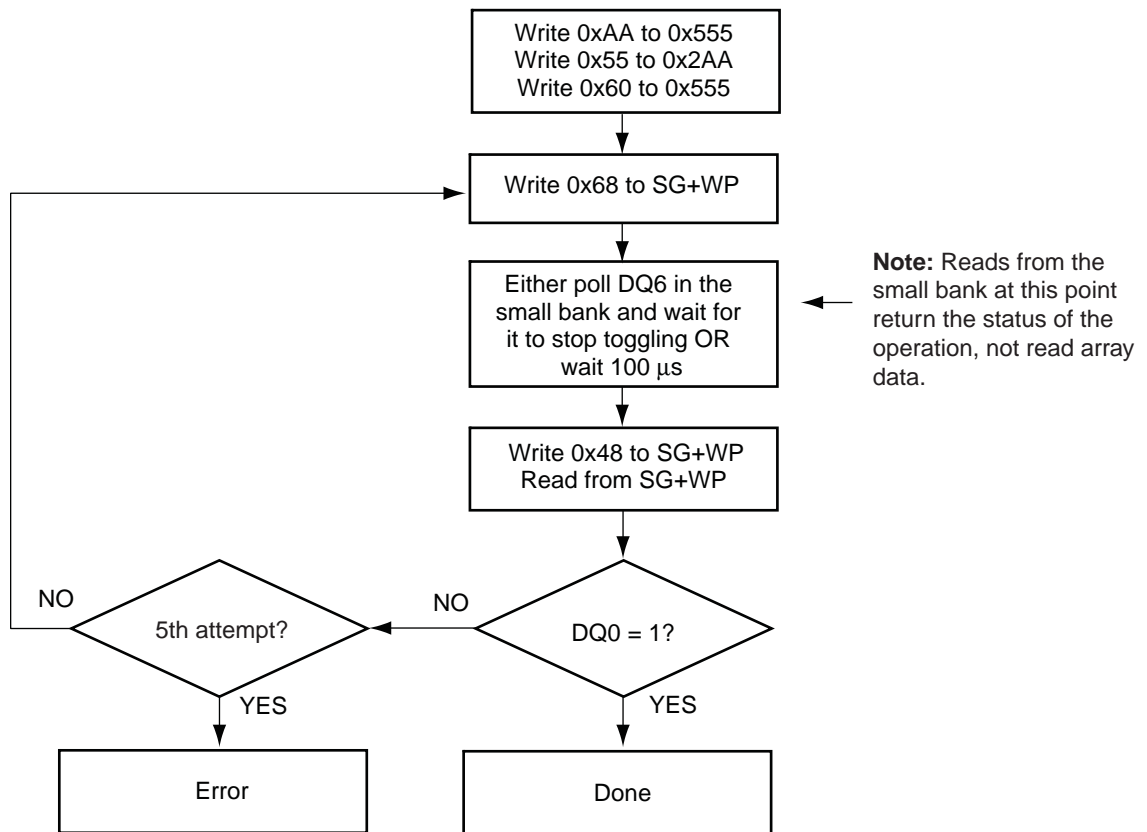 Write 0xAA to 0x555
Write 0x55 to 0x2AA
Write 0x60 to 0x555
Write 0x68 to SG+WP
Either poll DQ6 in the
small bank and wait for
it to stop toggling OR
wait 100 μs
Note: Reads from the
small bank at this point
return the status of the
operation, not read array
data.
Write 0x48 to SG+WP
Read from SG+WP
NO
5th attempt?
NO
DQ0 = 1?
YES
YES
Error
Done